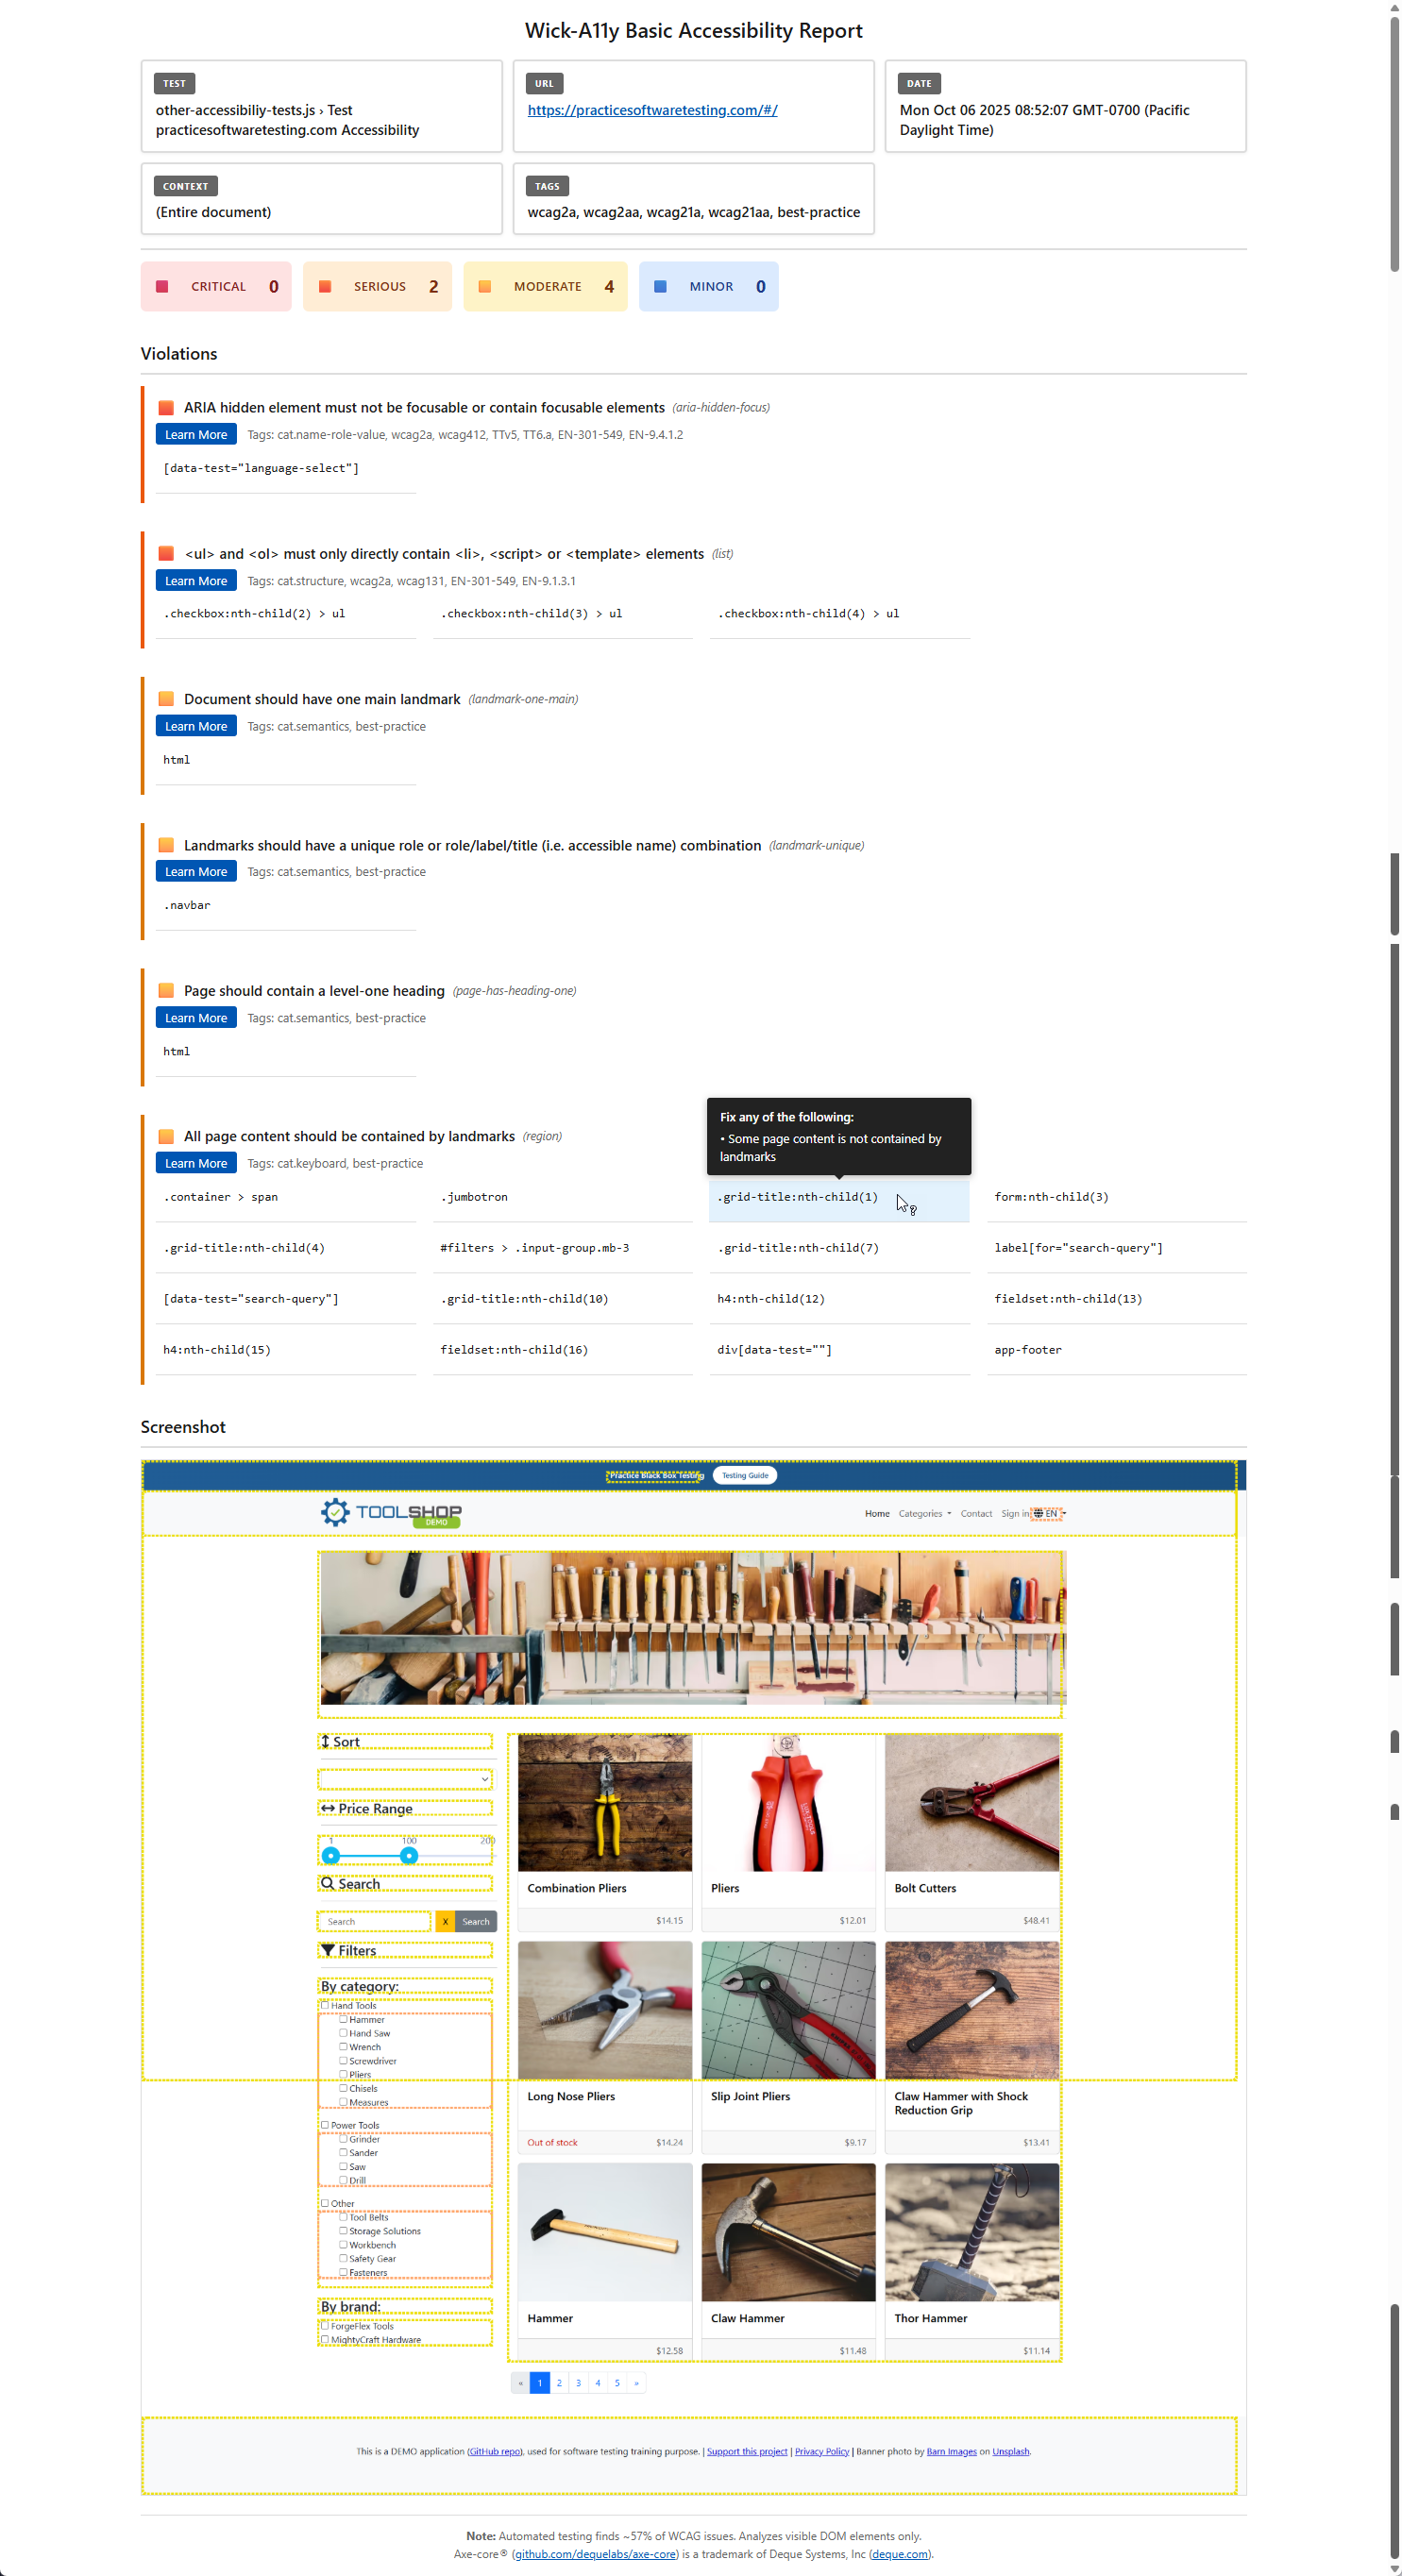 Wick-A11y Basic Accessibility Report
TEST
other-accessibiliy-tests.js › Test
practicesoftwaretesting.com Accessibility
URL
https://practicesoftwaretesting.com/#/
DATE
Mon Oct 06 2025 08:52:07 GMT-0700 (Pacific
Daylight Time)
CONTEXT
(Entire document)
TAGS
wcag2a, wcag2aa, wcag21a, wcag21aa, best-practice
CRITICAL 0
SERIOUS 2
MODERATE 4
MINOR 0
Violations
ARIA hidden element must not be focusable or contain focusable elements (aria-hidden-focus)
Learn More Tags: cat.name-role-value, wcag2a, wcag412, TTv5, TT6.a, EN-301-549, EN-9.4.1.2
[data-test="language-select"]
<ul> and <ol> must only directly contain <li>, <script> or <template> elements (list)
Learn More Tags: cat.structure, wcag2a, wcag131, EN-301-549, EN-9.1.3.1
.checkbox:nth-child(2) > ul .checkbox:nth-child(3) > ul .checkbox:nth-child(4) > ul
Document should have one main landmark (landmark-one-main)
Learn More Tags: cat.semantics, best-practice
html
Landmarks should have a unique role or role/label/title (i.e. accessible name) combination (landmark-unique)
Learn More Tags: cat.semantics, best-practice
.navbar
Page should contain a level-one heading (page-has-heading-one)
Learn More Tags: cat.semantics, best-practice
html
All page content should be contained by landmarks (region)
Learn More Tags: cat.keyboard, best-practice
Fix any of the following:
• Some page content is not contained by
landmarks
.container > span .jumbotron .grid-title:nth-child(1) form:nth-child(3)
.grid-title:nth-child(4) #filters > .input-group.mb-3 .grid-title:nth-child(7) label[for="search-query"]
[data-test="search-query"] .grid-title:nth-child(10) h4:nth-child(12) fieldset:nth-child(13)
h4:nth-child(15) fieldset:nth-child(16) div[data-test=""] app-footer
Screenshot
Practice Black Box Testing Testing Guide
TOOLSHOP
DEMO
Home Categories Contact Sign in EN
Sort
Price Range
1 100 200
Search
Search X Search
Filters
By category:
Hand Tools
Hammer
Hand Saw
Wrench
Screwdriver
Pliers
Chisels
Measures
Power Tools
Grinder
Sander
Saw
Drill
Other
Tool Belts
Storage Solutions
Workbench
Safety Gear
Fasteners
By brand:
ForgeFlex Tools
MightyCraft Hardware
Combination Pliers
$14.15
Pliers
$12.01
Bolt Cutters
$48.41
Long Nose Pliers
Out of stock $14.24
Slip Joint Pliers
$9.17
Claw Hammer with Shock
Reduction Grip
$13.41
Hammer
$12.58
Claw Hammer
$11.48
Thor Hammer
$11.14
« 1 2 3 4 5 »
This is a DEMO application (GitHub repo), used for software testing training purpose. | Support this project | Privacy Policy | Banner photo by Barn Images on Unsplash.
Note: Automated testing finds ~57% of WCAG issues. Analyzes visible DOM elements only.
Axe-core® (github.com/dequelabs/axe-core) is a trademark of Deque Systems, Inc (deque.com).